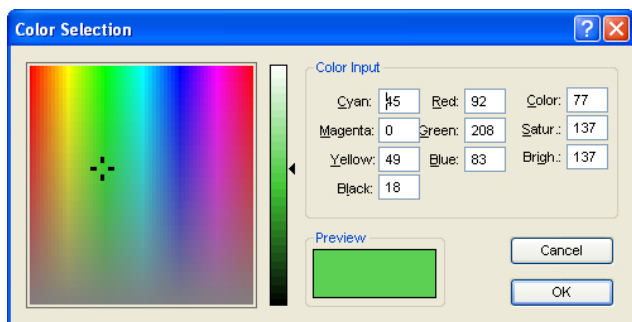 Color Selection
Color Input
Cyan: 45 Red: 92 Color: 77
Magenta: 0 Green: 208 Satur.: 137
Yellow: 49 Blue: 83 Brigh.: 137
Black: 18
Preview
Cancel
OK